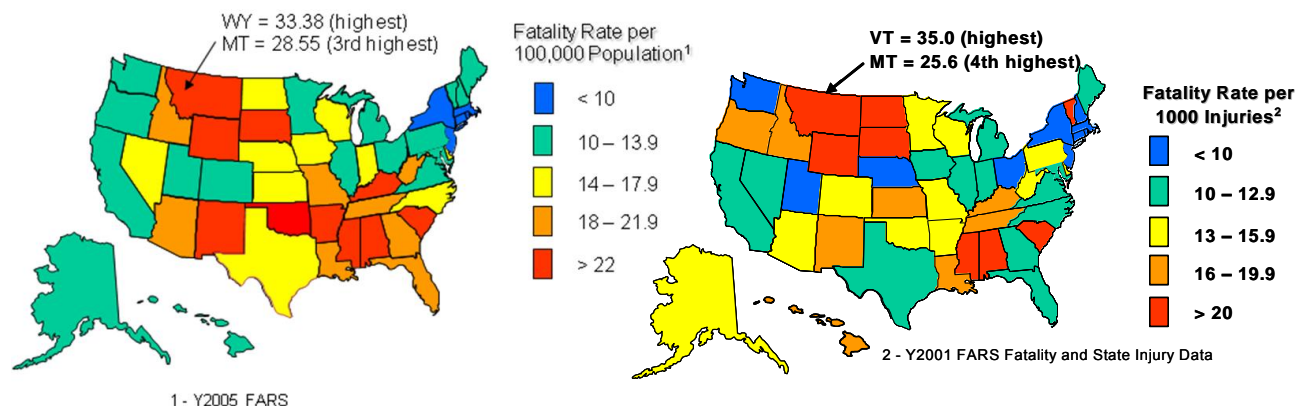 WY = 33.38 (highest)
MT = 28.55 (3rd highest)
Fatality Rate per
100,000 Population1
< 10
10 – 13.9
14 – 17.9
18 – 21.9
> 22
1 - Y2005 FARS
VT = 35.0 (highest)
MT = 25.6 (4th highest)
Fatality Rate per
1000 Injuries2
< 10
10 – 12.9
13 – 15.9
16 – 19.9
> 20
2 - Y2001 FARS Fatality and State Injury Data